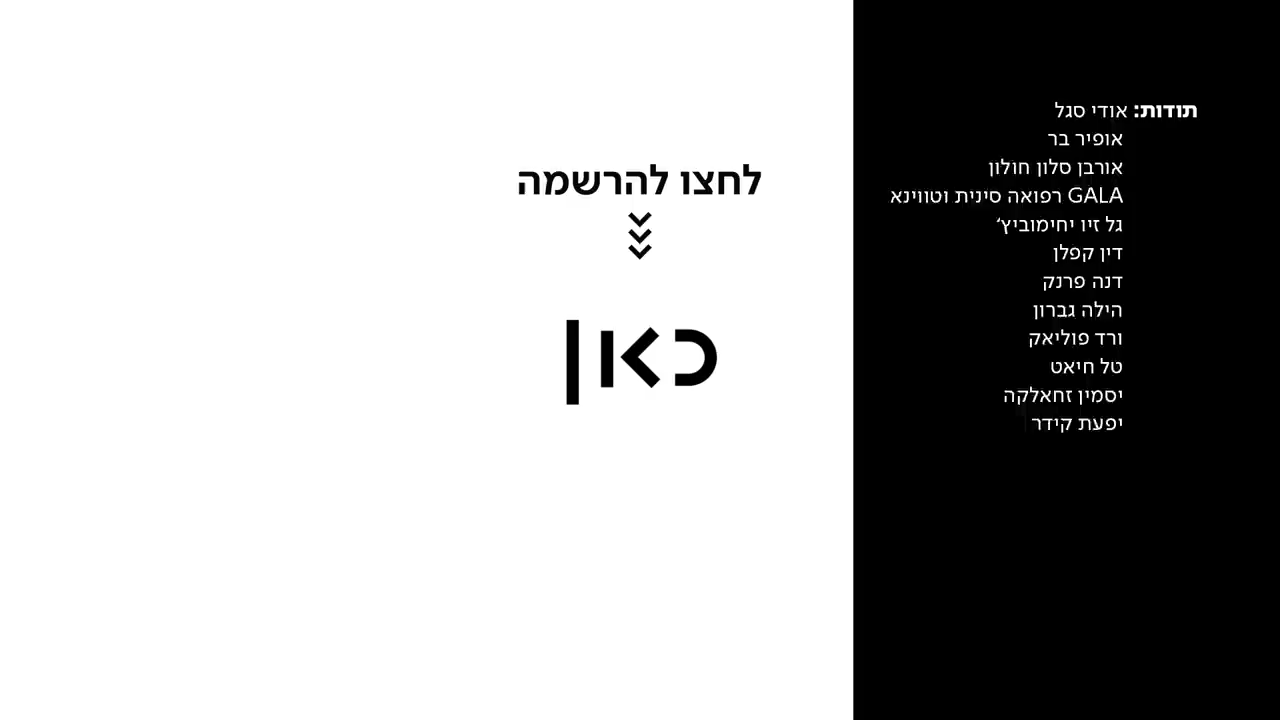 לחצו להרשמה
כאן
תודות: אודי סגל
אופיר בר
אורבן סלון חולון
GALA רפואה סינית וטווינא
גל זיו יחימוביץ׳
דין קפלן
דנה פרנק
הילה גברון
ורד פוליאק
טל חיאט
יסמין זחאלקה
יפעת קידר